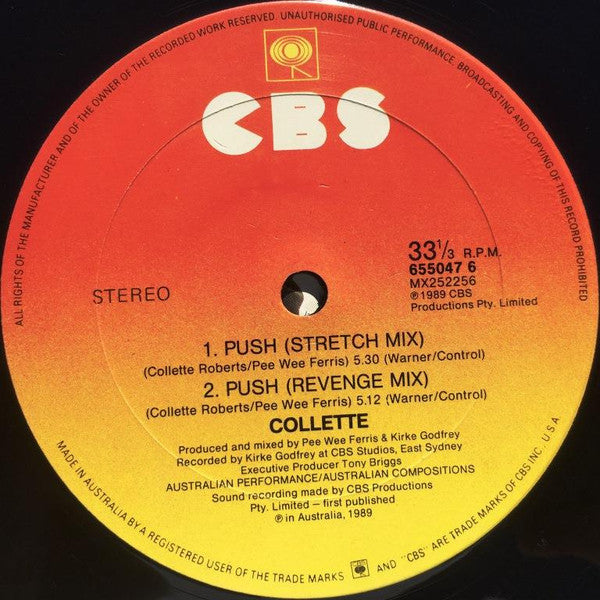 ALL RIGHTS OF THE MANUFACTURER AND OF THE OWNER OF THE RECORDED WORK RESERVED. UNAUTHORISED PUBLIC PERFORMANCE, BROADCASTING AND COPYING OF THIS RECORD PROHIBITED
CBS
STEREO
33⅓ R.P.M.
655047 6
MX252256
℗ 1989 CBS
Productions Pty. Limited
1. PUSH (STRETCH MIX)
(Collette Roberts/Pee Wee Ferris) 5.30 (Warner/Control)
2. PUSH (REVENGE MIX)
(Collette Roberts/Pee Wee Ferris) 5.12 (Warner/Control)
COLLETTE
Produced and mixed by Pee Wee Ferris & Kirke Godfrey
Recorded by Kirke Godfrey at CBS Studios, East Sydney
Executive Producer Tony Briggs
AUSTRALIAN PERFORMANCE/AUSTRALIAN COMPOSITIONS
Sound recording made by CBS Productions
Pty. Limited – first published
℗ in Australia, 1989
MADE IN AUSTRALIA BY A REGISTERED USER OF THE TRADE MARKS AND "CBS" ARE TRADE MARKS OF CBS INC. U.S.A